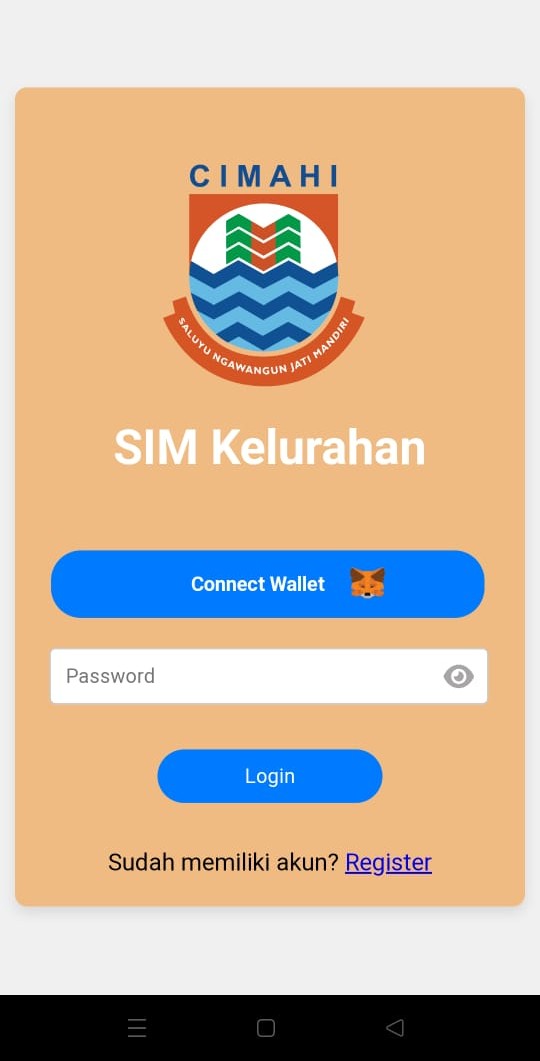 CIMAHI
SALUYU NGAWANGUN JATI MANDIRI
SIM Kelurahan
Connect Wallet
Password
Login
Sudah memiliki akun? Register